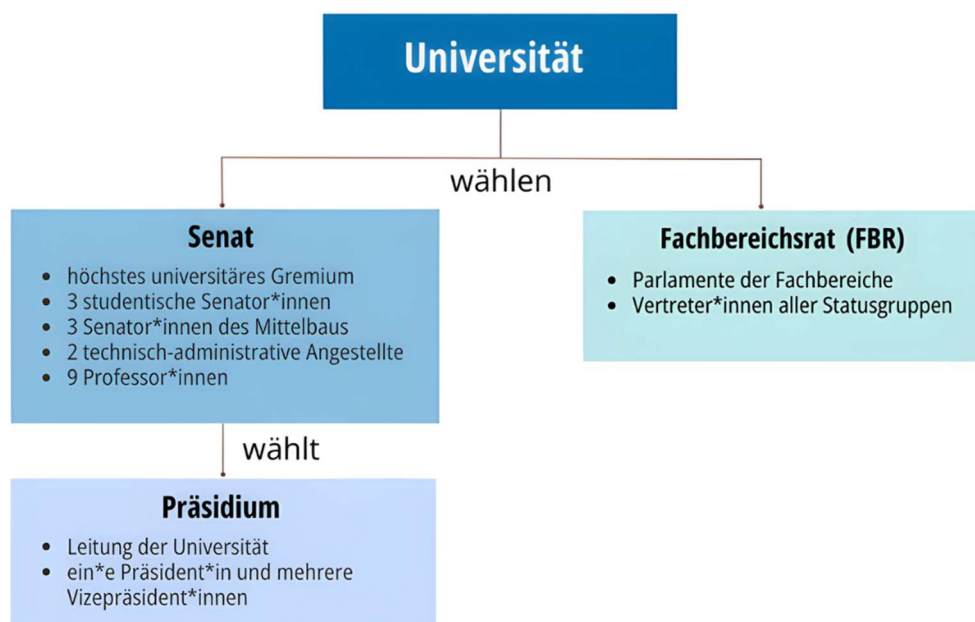 Universität
wählen
Senat
• höchstes universitäres Gremium
• 3 studentische Senator*innen
• 3 Senator*innen des Mittelbaus
• 2 technisch-administrative Angestellte
• 9 Professor*innen
Fachbereichsrat (FBR)
• Parlamente der Fachbereiche
• Vertreter*innen aller Statusgruppen
wählt
Präsidium
• Leitung der Universität
• ein*e Präsident*in und mehrere
Vizepräsident*innen